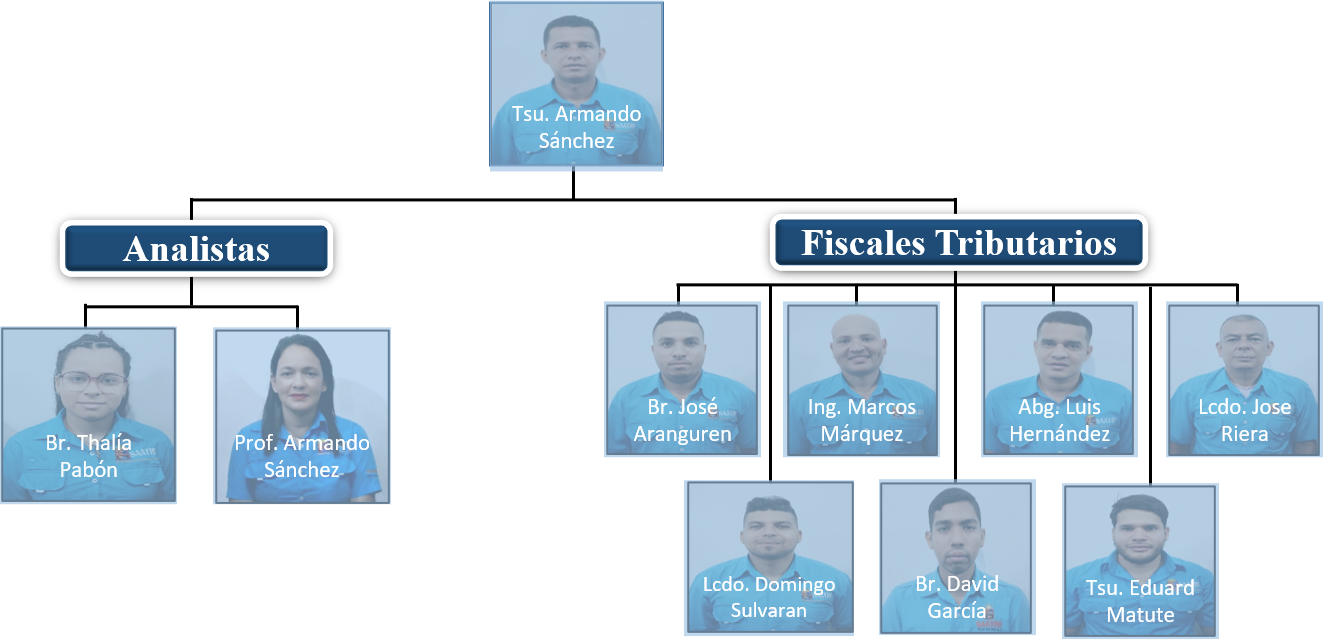 Tsu. Armando
Sánchez
Analistas
Fiscales Tributarios
Br. Thalía
Pabón
Prof. Armando
Sánchez
Br. José
Aranguren
Ing. Marcos
Márquez
Abg. Luis
Hernández
Lcdo. Jose
Riera
Lcdo. Domingo
Sulvaran
Br. David
García
Tsu. Eduard
Matute